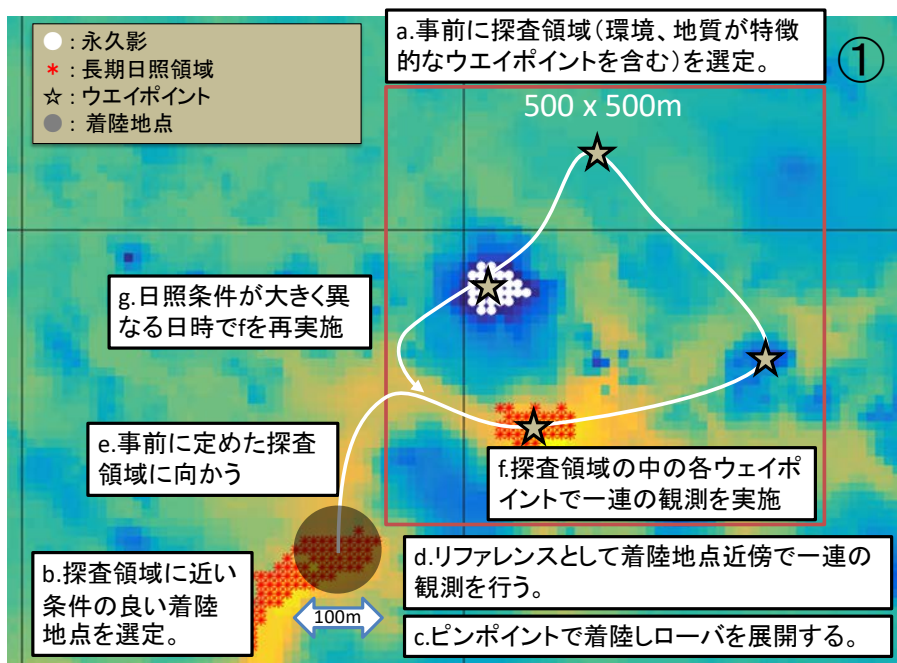 ●：永久影
*：長期日照領域
☆：ウエイポイント
●：着陸地点
a.事前に探査領域（環境、地質が特徴
的なウエイポイントを含む）を選定。
①
500 x 500m
g.日照条件が大きく異
なる日時でfを再実施
e.事前に定めた探査
領域に向かう
f.探査領域の中の各ウェイポ
イントで一連の観測を実施
b.探査領域に近い
条件の良い着陸
地点を選定。
100m
d.リファレンスとして着陸地点近傍で一連の
観測を行う。
c.ピンポイントで着陸しローバを展開する。